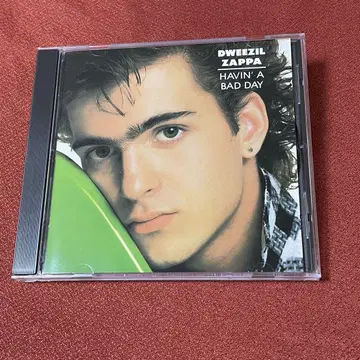 DWEEZIL
ZAPPA
HAVIN' A
BAD DAY